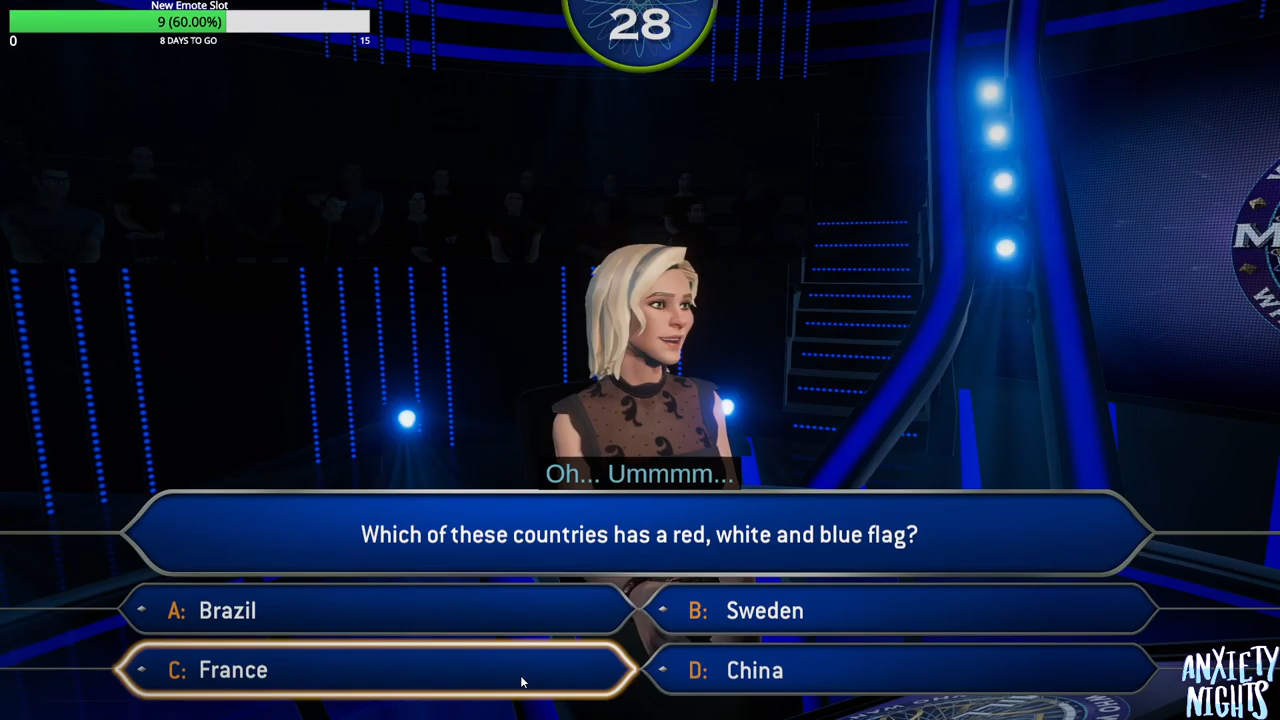 New Emote Slot
9 (60.00%)
0 8 DAYS TO GO 15
28
Oh... Ummmm...
Which of these countries has a red, white and blue flag?
A: Brazil
B: Sweden
C: France
D: China
ANXIETY
NIGHTS